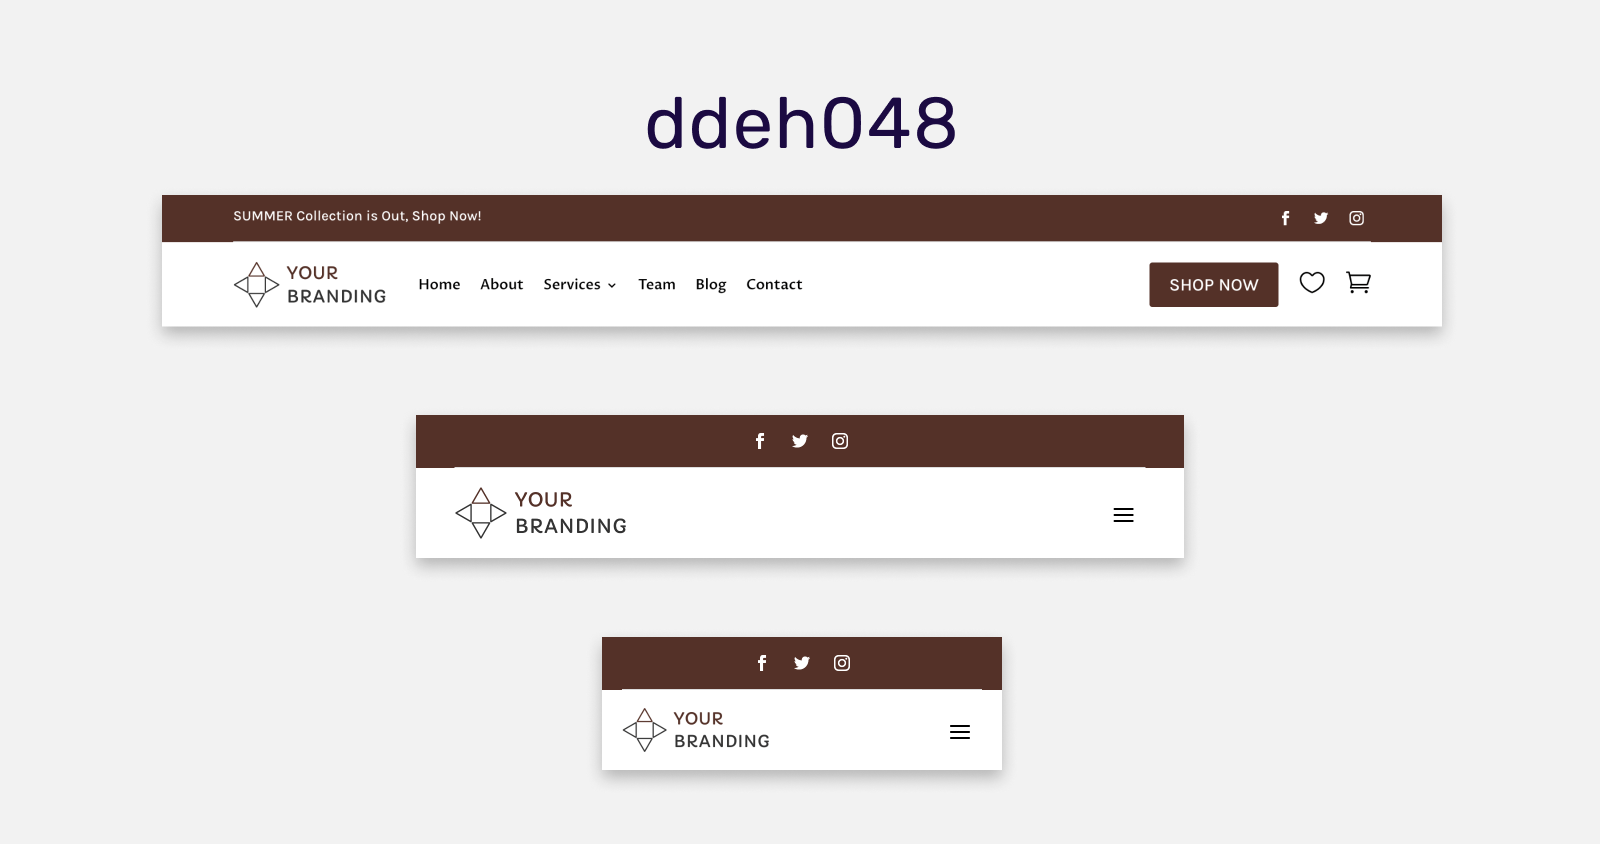 ddeh048
SUMMER Collection is Out, Shop Now!
YOUR
BRANDING
Home About Services Team Blog Contact
SHOP NOW
YOUR
BRANDING
YOUR
BRANDING